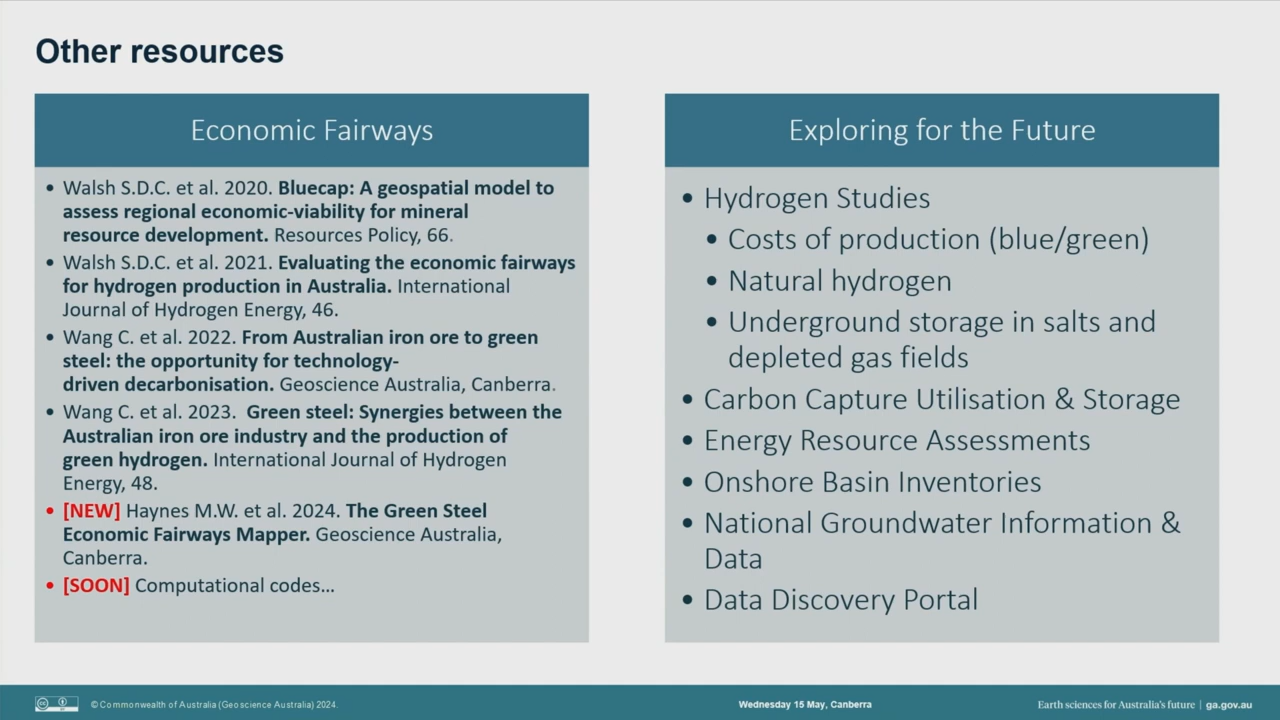 Other resources
Economic Fairways
• Walsh S.D.C. et al. 2020. Bluecap: A geospatial model to
assess regional economic-viability for mineral
resource development. Resources Policy, 66.
• Walsh S.D.C. et al. 2021. Evaluating the economic fairways
for hydrogen production in Australia. International
Journal of Hydrogen Energy, 46.
• Wang C. et al. 2022. From Australian iron ore to green
steel: the opportunity for technology-
driven decarbonisation. Geoscience Australia, Canberra.
• Wang C. et al. 2023. Green steel: Synergies between the
Australian iron ore industry and the production of
green hydrogen. International Journal of Hydrogen
Energy, 48.
• [NEW] Haynes M.W. et al. 2024. The Green Steel
Economic Fairways Mapper. Geoscience Australia,
Canberra.
• [SOON] Computational codes…
Exploring for the Future
• Hydrogen Studies
• Costs of production (blue/green)
• Natural hydrogen
• Underground storage in salts and
depleted gas fields
• Carbon Capture Utilisation & Storage
• Energy Resource Assessments
• Onshore Basin Inventories
• National Groundwater Information &
Data
• Data Discovery Portal
© Commonwealth of Australia (Geoscience Australia) 2024.
Wednesday 15 May, Canberra
Earth sciences for Australia's future | ga.gov.au